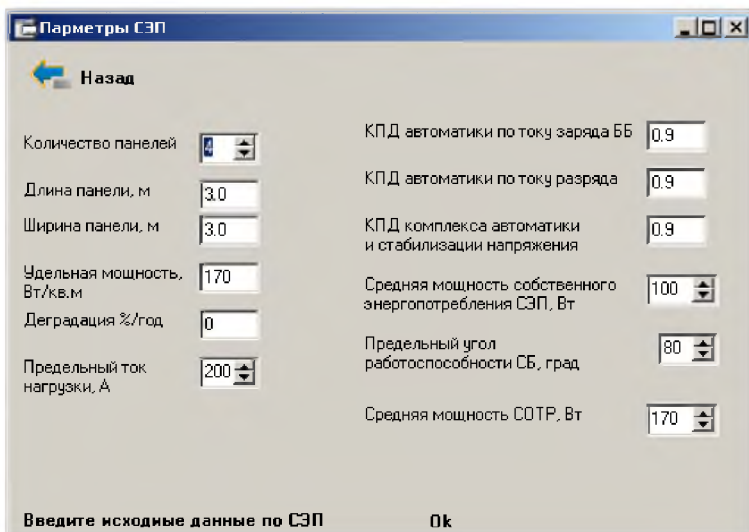 Парметры СЭП
Назад
Количество панелей
4
Длина панели, м
3.0
Ширина панели, м
3.0
Удельная мощность,
Вт/кв.м
170
Деградация %/год
0
Предельный ток
нагрузки, А
200
КПД автоматики по току заряда ББ
0.9
КПД автоматики по току разряда
0.9
КПД комплекса автоматики
и стабилизации напряжения
0.9
Средняя мощность собственного
энергопотребления СЭП, Вт
100
Предельный угол
работоспособности СБ, град
80
Средняя мощность СОТР, Вт
170
Введите исходные данные по СЭП
Ok